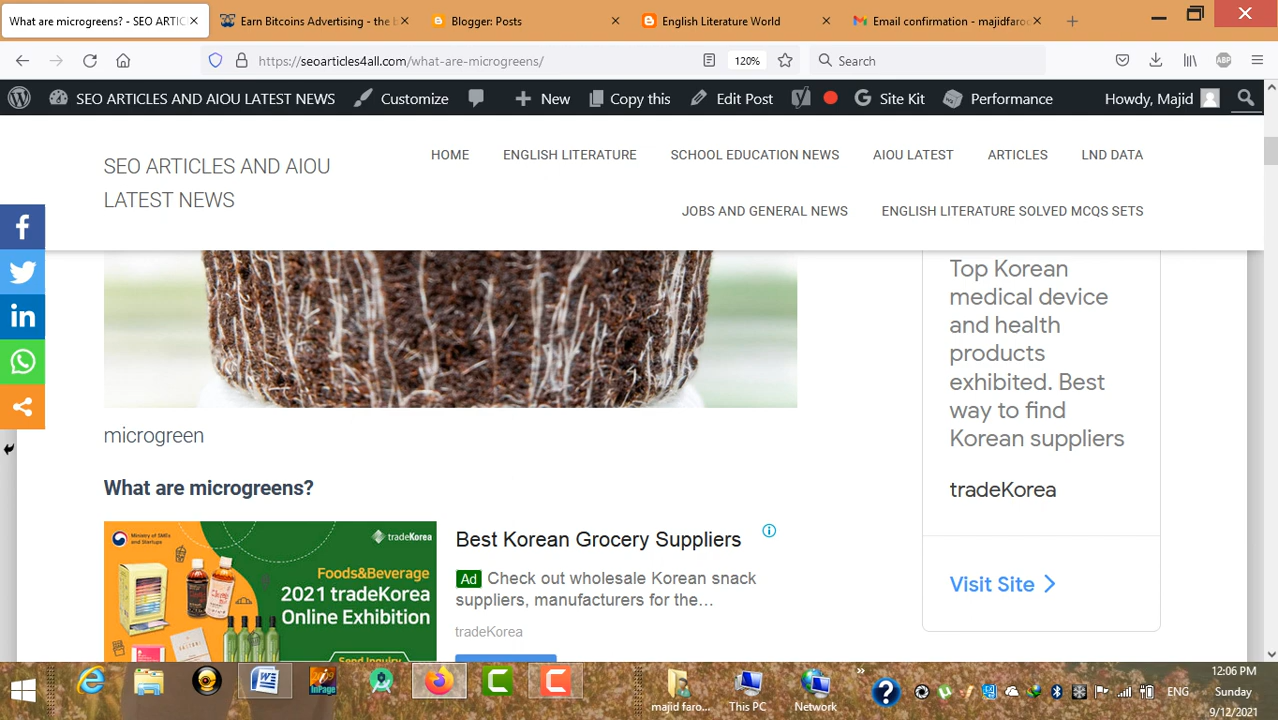 What are microgreens? - SEO ARTIC
Earn Bitcoins Advertising - the b
Blogger: Posts
English Literature World
Email confirmation - majidfaroo
https://seoarticles4all.com/what-are-microgreens/
120%
Search
ABP
SEO ARTICLES AND AIOU LATEST NEWS
Customize
New
Copy this
Edit Post
Site Kit
Performance
Howdy, Majid
SEO ARTICLES AND AIOU
LATEST NEWS
HOME
ENGLISH LITERATURE
SCHOOL EDUCATION NEWS
AIOU LATEST
ARTICLES
LND DATA
JOBS AND GENERAL NEWS
ENGLISH LITERATURE SOLVED MCQS SETS
microgreen
What are microgreens?
Ministry of SMEs
and Startups
tradeKorea
Foods&Beverage
2021 tradeKorea
Online Exhibition
Send Inquiry
Best Korean Grocery Suppliers
Ad Check out wholesale Korean snack
suppliers, manufacturers for the...
tradeKorea
Top Korean
medical device
and health
products
exhibited. Best
way to find
Korean suppliers
tradeKorea
Visit Site
InPage
majid faro...
This PC
Network
ENG
12:06 PM
Sunday
9/12/2021